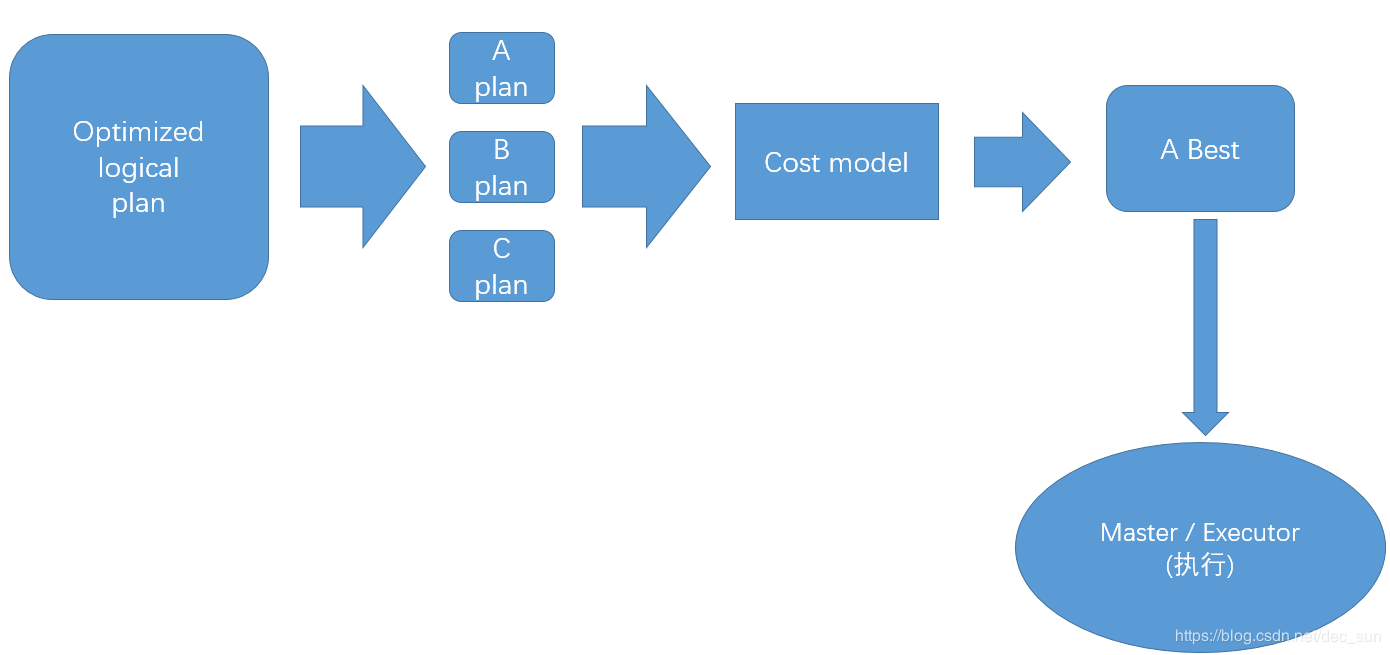 Optimized
logical
plan
A
plan
B
plan
C
plan
Cost model
A Best
Master / Executor
(执行)
https://blog.csdn.net/dec_sun